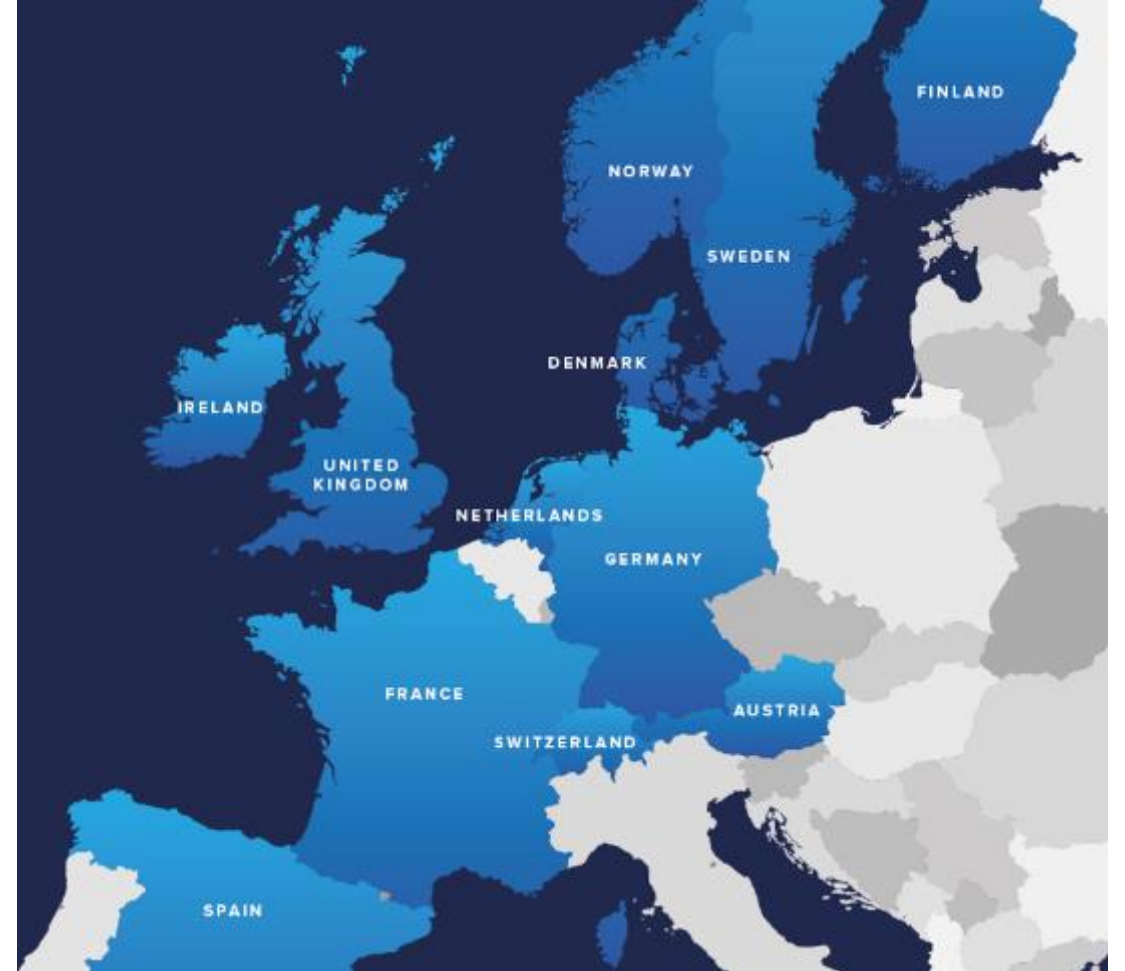 FINLAND
NORWAY
SWEDEN
DENMARK
IRELAND
UNITED
KINGDOM
NETHERLANDS
GERMANY
FRANCE
AUSTRIA
SWITZERLAND
SPAIN